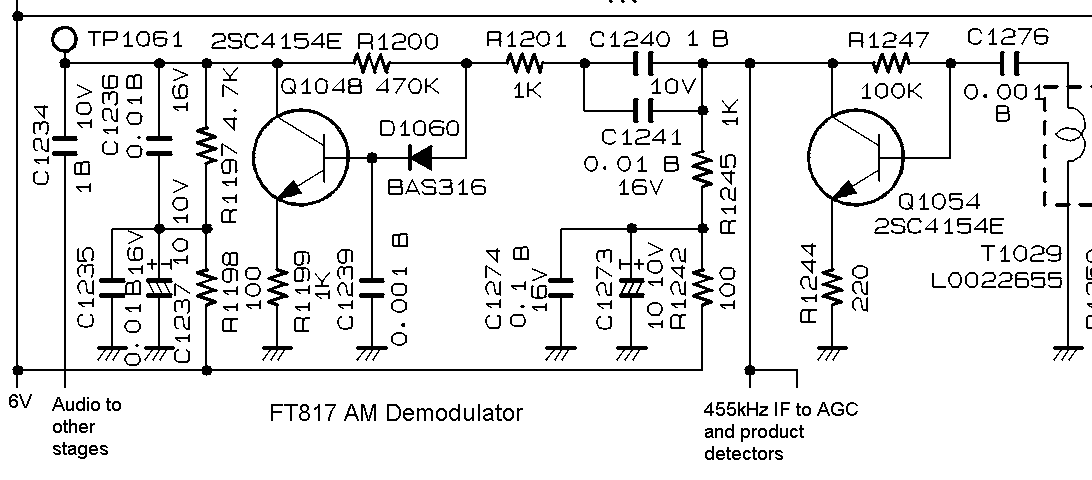 TP1061
2SC4154E
Q1048
R1200
470K
R1201
1K
C1240 1 B
10V
C1241
0.01 B
16V
R1247
100K
C1276
0.001
B
C1234
1 B 10V
C1236
0.01B
16V
R1197 4.7K
D1060
BAS316
R1245
1K
Q1054
2SC4154E
T1029
L0022655
C1235
0.01B16V
C1237
10 10V
R1198
100
R1199
1K
C1239
0.001 B
C1274
0.1 B
16V
C1273
10 10V
R1242
100
R1244
220
6V
Audio to
other
stages
FT817 AM Demodulator
455kHz IF to AGC
and product
detectors